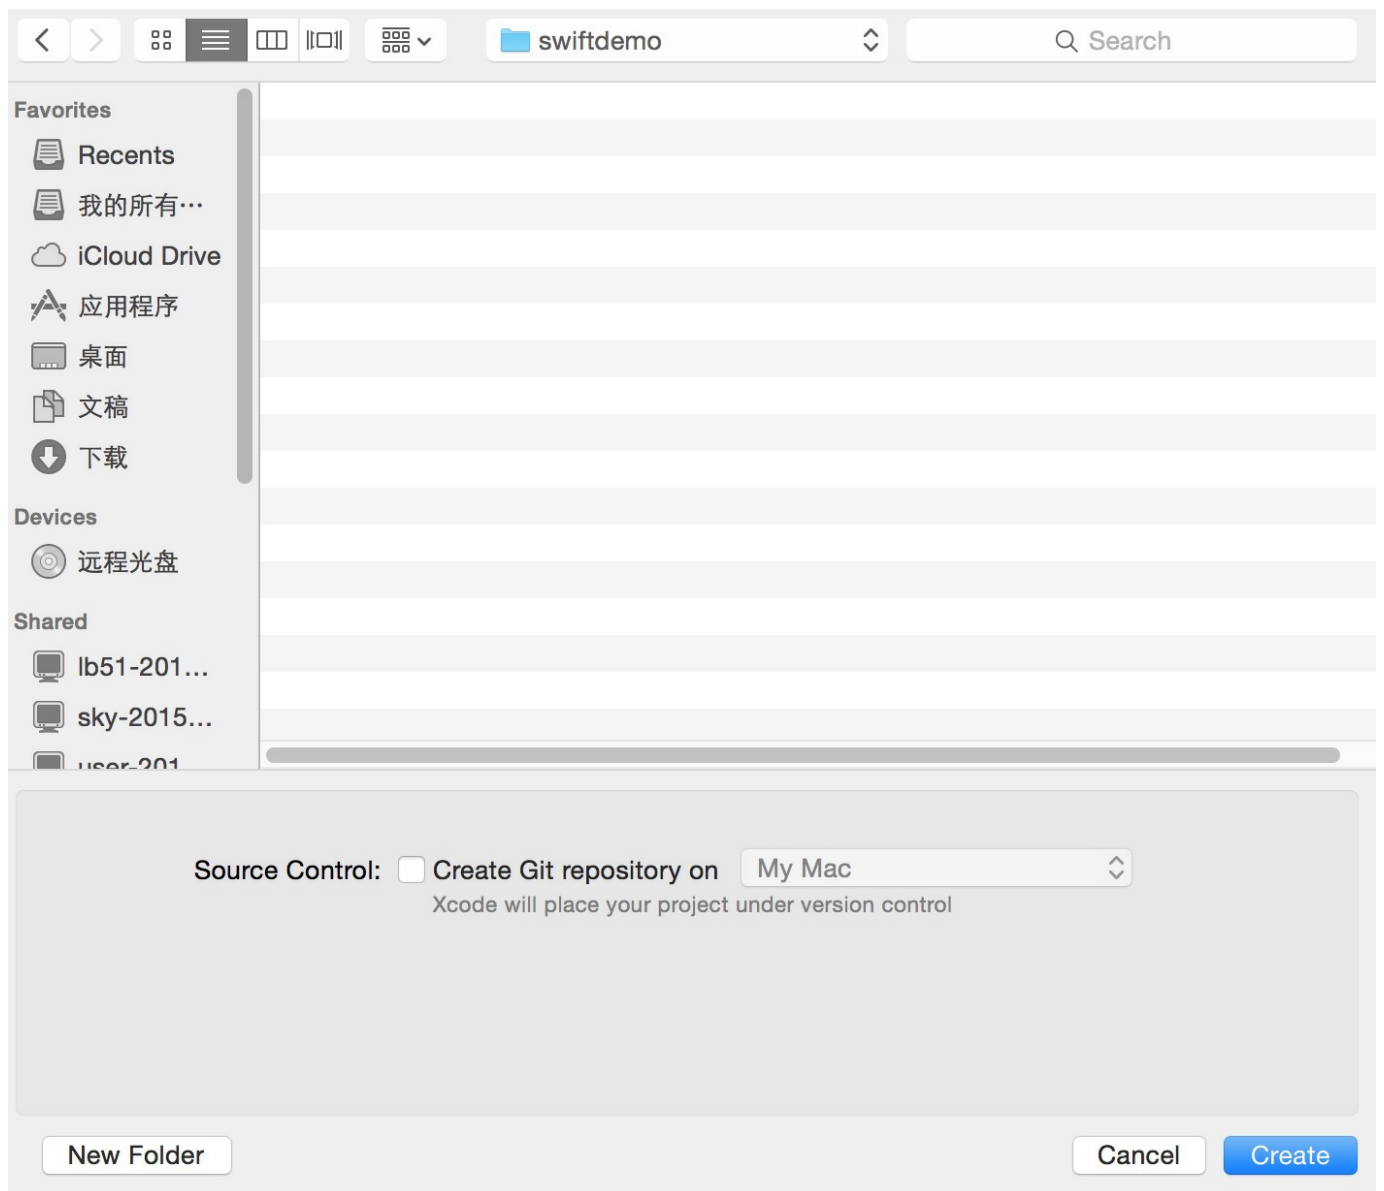 swiftdemo
Search
Favorites
Recents
我的所有…
iCloud Drive
应用程序
桌面
文稿
下载
Devices
远程光盘
Shared
lb51-201...
sky-2015...
user-201
Source Control: Create Git repository on My Mac
Xcode will place your project under version control
New Folder Cancel Create